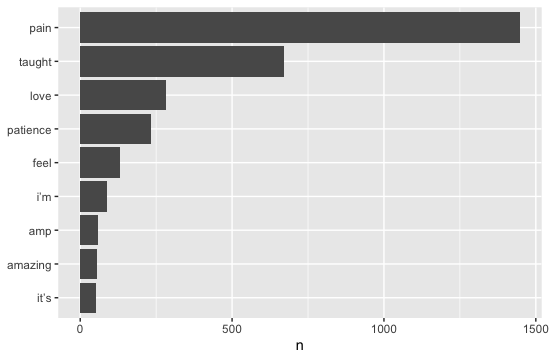 pain
taught
love
patience
feel
i'm
amp
amazing
it's
0 500 1000 1500
n